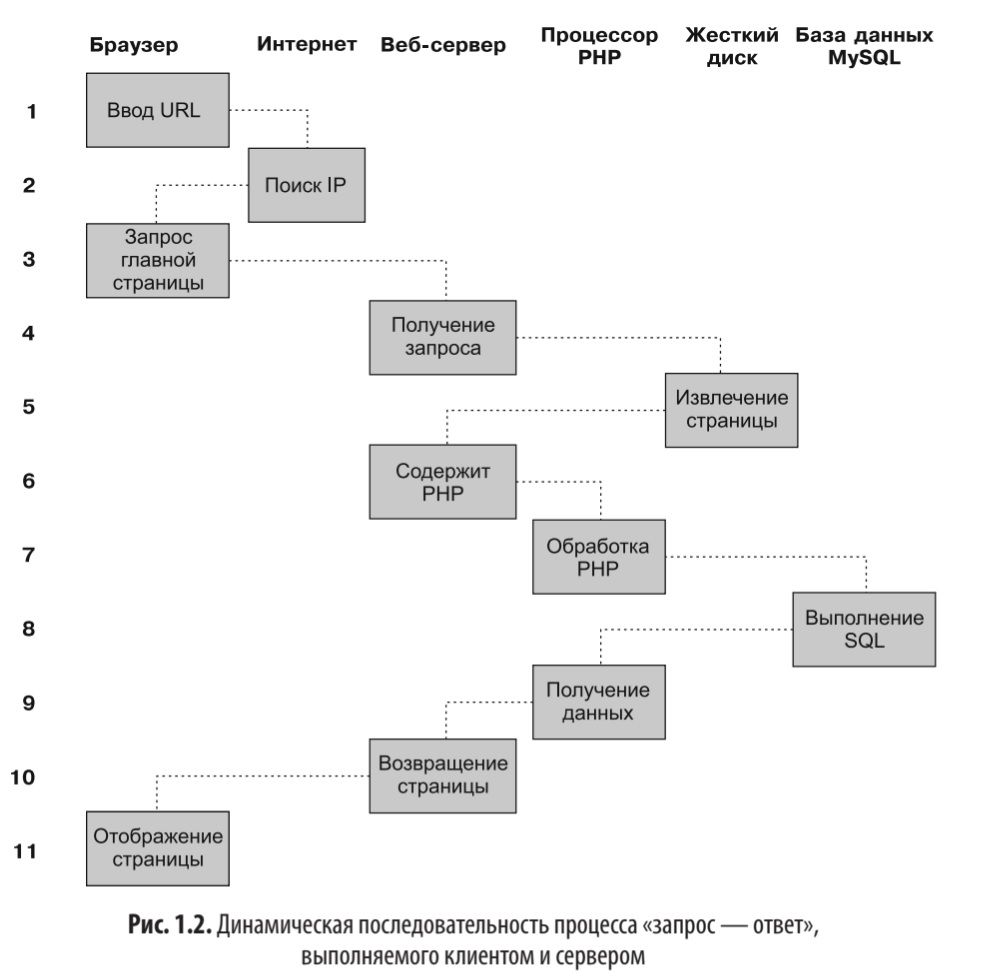 Браузер
Интернет
Веб-сервер
Процессор
PHP
Жесткий
диск
База данных
MySQL
1
Ввод URL
2
Поиск IP
3
Запрос
главной
страницы
4
Получение
запроса
5
Извлечение
страницы
6
Содержит
PHP
7
Обработка
PHP
8
Выполнение
SQL
9
Получение
данных
10
Возвращение
страницы
11
Отображение
страницы
Рис. 1.2. Динамическая последовательность процесса «запрос — ответ»,
выполняемого клиентом и сервером